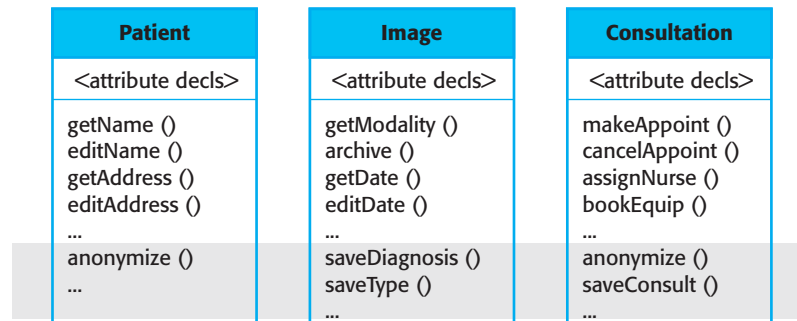 Patient
<attribute decls>
getName ()
editName ()
getAddress ()
editAddress ()
...
anonymize ()
...
Image
<attribute decls>
getModality ()
archive ()
getDate ()
editDate ()
...
saveDiagnosis ()
saveType ()
...
Consultation
<attribute decls>
makeAppoint ()
cancelAppoint ()
assignNurse ()
bookEquip ()
...
anonymize ()
saveConsult ()
...